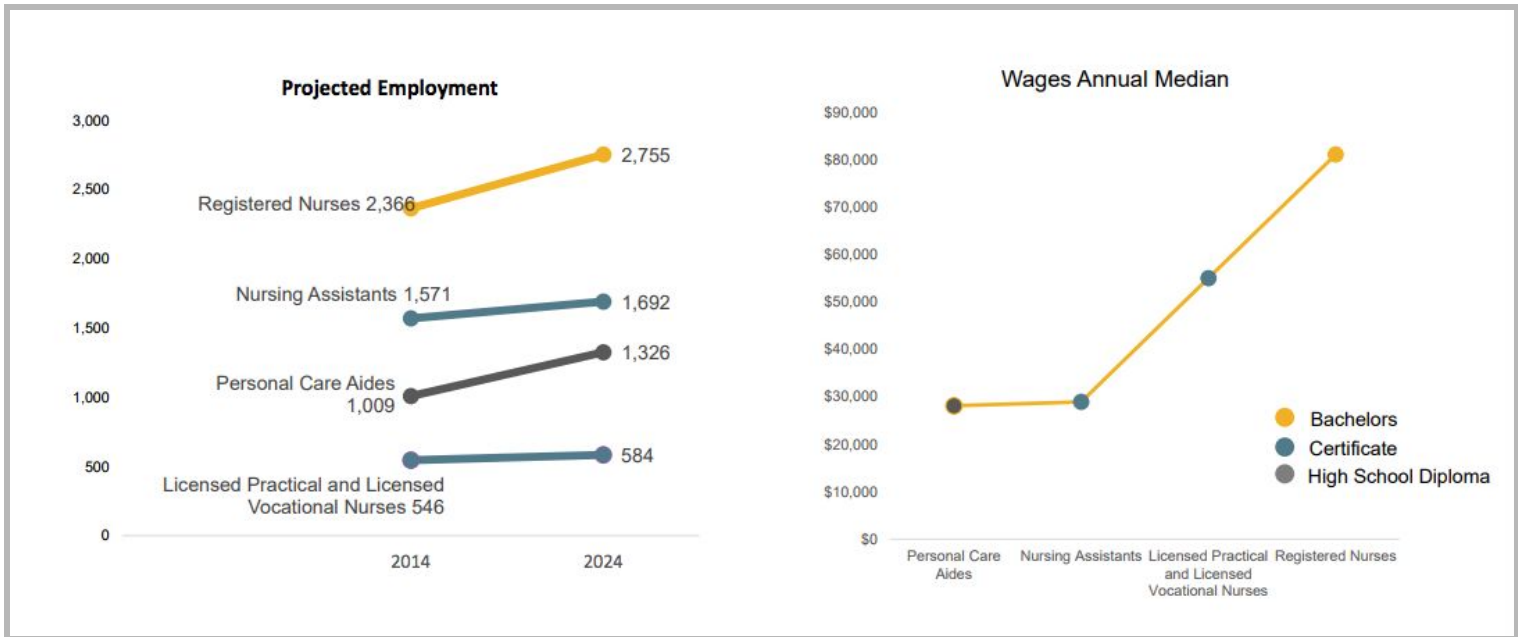 Projected Employment
3,000
2,500
2,000
1,500
1,000
500
0
Registered Nurses 2,366
2,755
Nursing Assistants 1,571
1,692
Personal Care Aides
1,009
1,326
Licensed Practical and Licensed
Vocational Nurses 546
584
2014
2024
Wages Annual Median
$90,000
$80,000
$70,000
$60,000
$50,000
$40,000
$30,000
$20,000
$10,000
$0
Bachelors
Certificate
High School Diploma
Personal Care
Aides
Nursing Assistants
Licensed Practical
and Licensed
Vocational Nurses
Registered Nurses